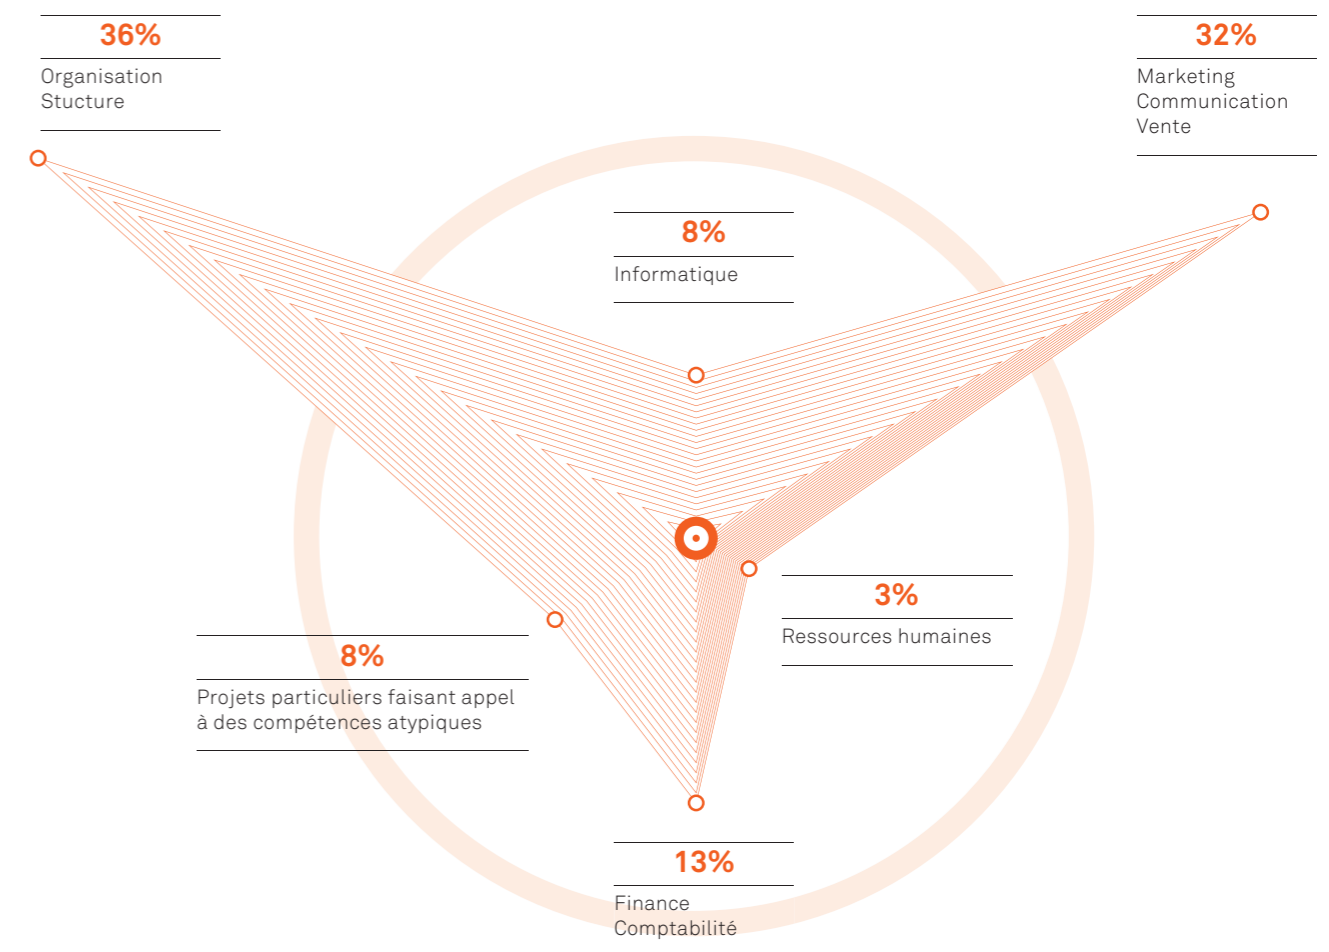 36%
Organisation
Stucture
32%
Marketing
Communication
Vente
8%
Informatique
3%
Ressources humaines
8%
Projets particuliers faisant appel
à des compétences atypiques
13%
Finance
Comptabilité